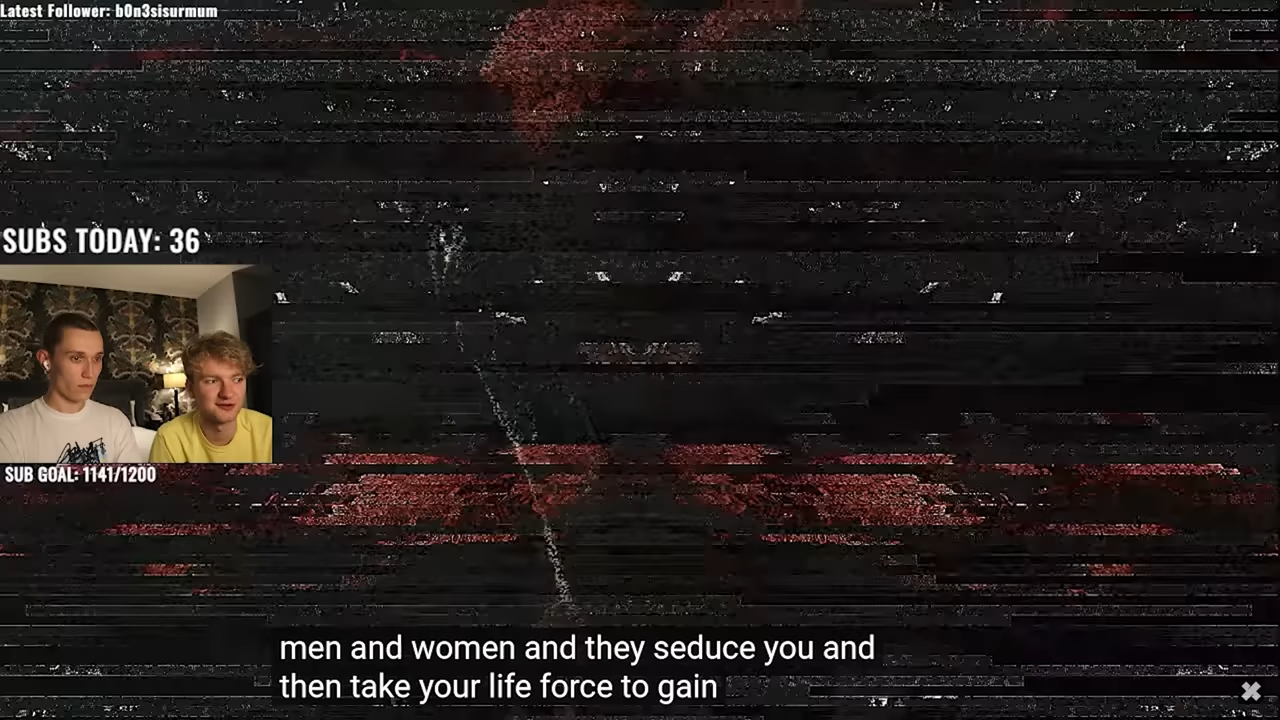 Latest Follower: b0n3sisurmum
SUBS TODAY: 36
SUB GOAL: 1141/1200
men and women and they seduce you and
then take your life force to gain